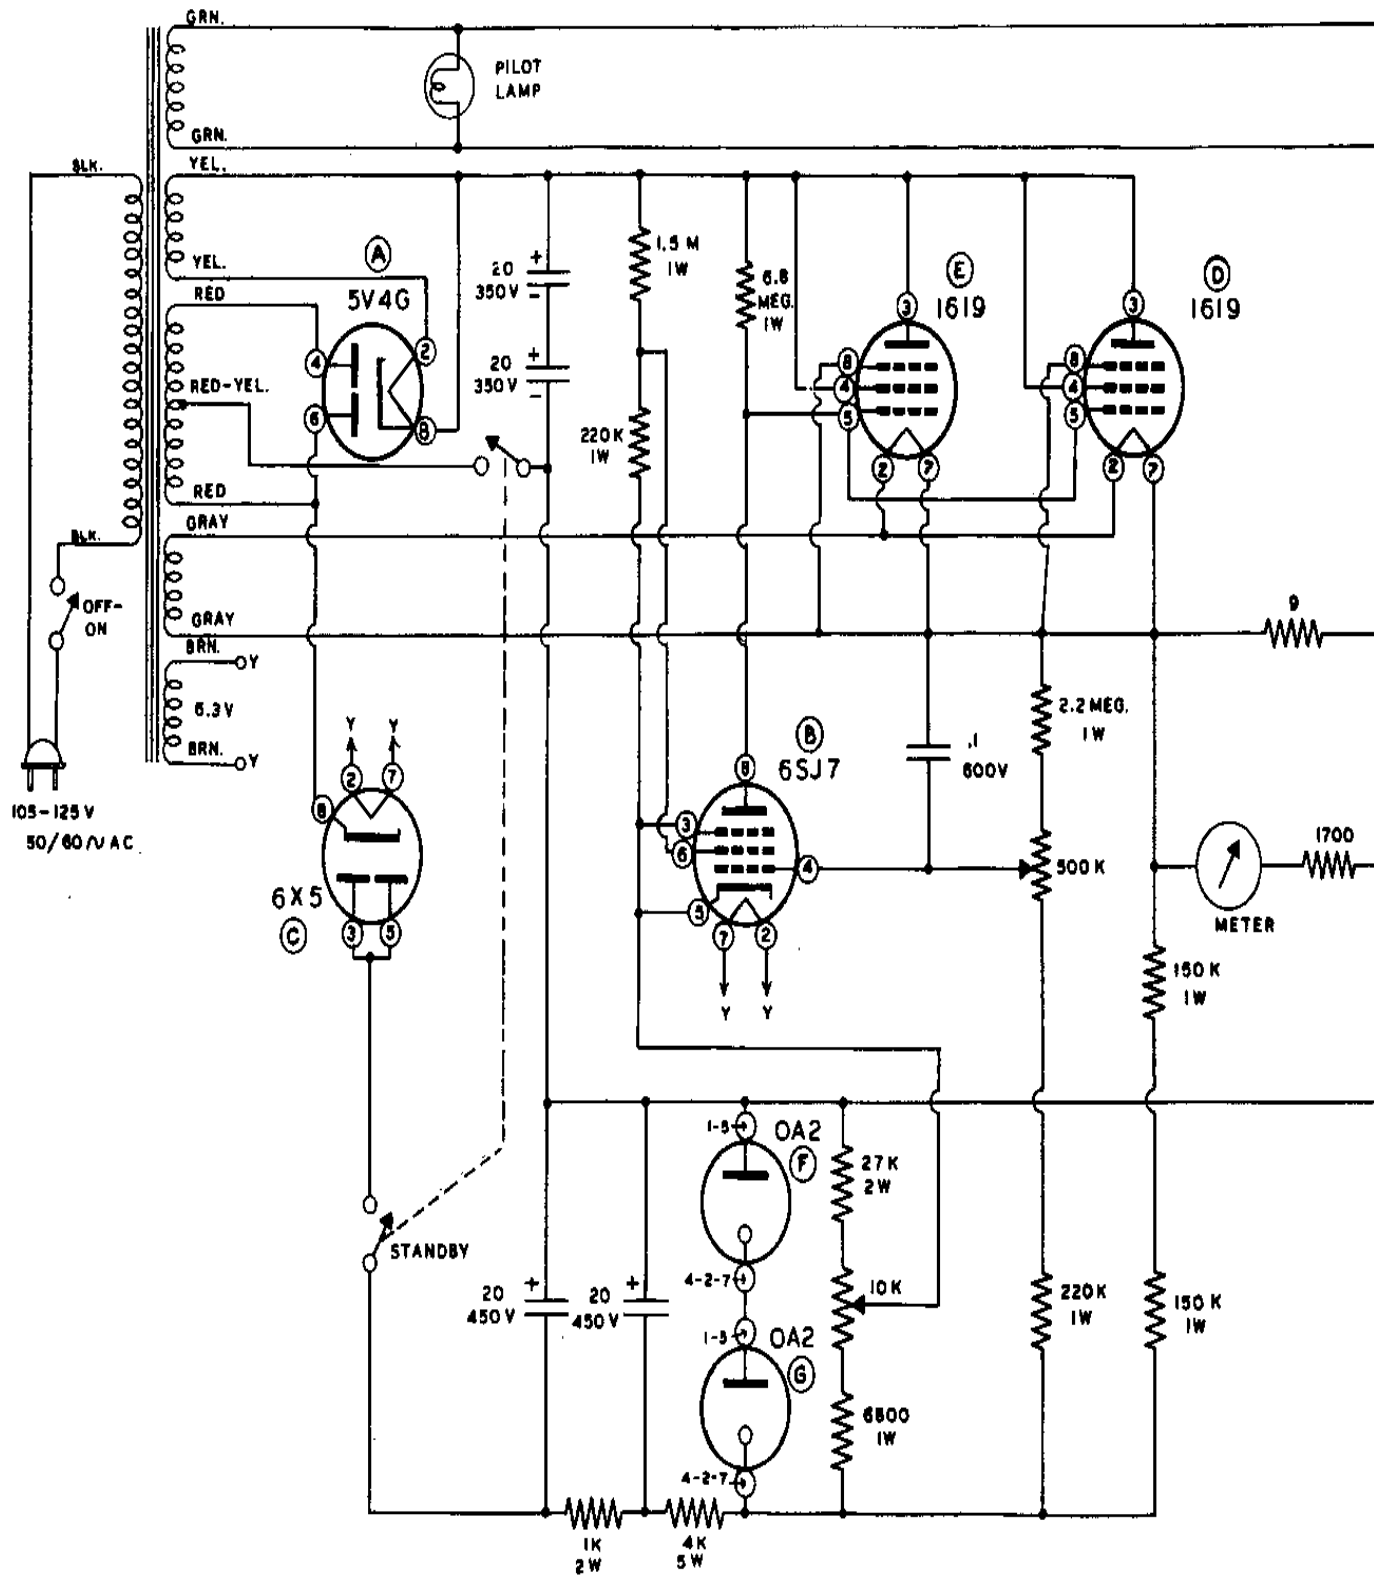 GRN.
PILOT
LAMP
GRN.
BLK.
YEL.
YEL.
A
5V4G
RED
4
2
RED-YEL.
6
8
RED
GRAY
BLK.
OFF-
ON
GRAY
BRN.
Y
6.3V
BRN.
Y
105-125V
50/60~AC
20
350V
+
-
20
350V
+
-
1.5 M
1W
220K
1W
6.8
MEG.
1W
E
1619
3
8
4
5
2
7
D
1619
3
8
4
5
2
7
9
Y
Y
2
7
8
6X5
C
3
5
B
6SJ7
8
3
6
4
5
7
2
Y
Y
.1
600V
2.2 MEG.
1W
500K
1700
METER
150K
1W
STANDBY
1-5
OA2
F
4-2-7
27K
2W
10K
20
450V
+
20
450V
+
1-5
OA2
G
4-2-7
6800
1W
220K
1W
150K
1W
1K
2W
4K
5W